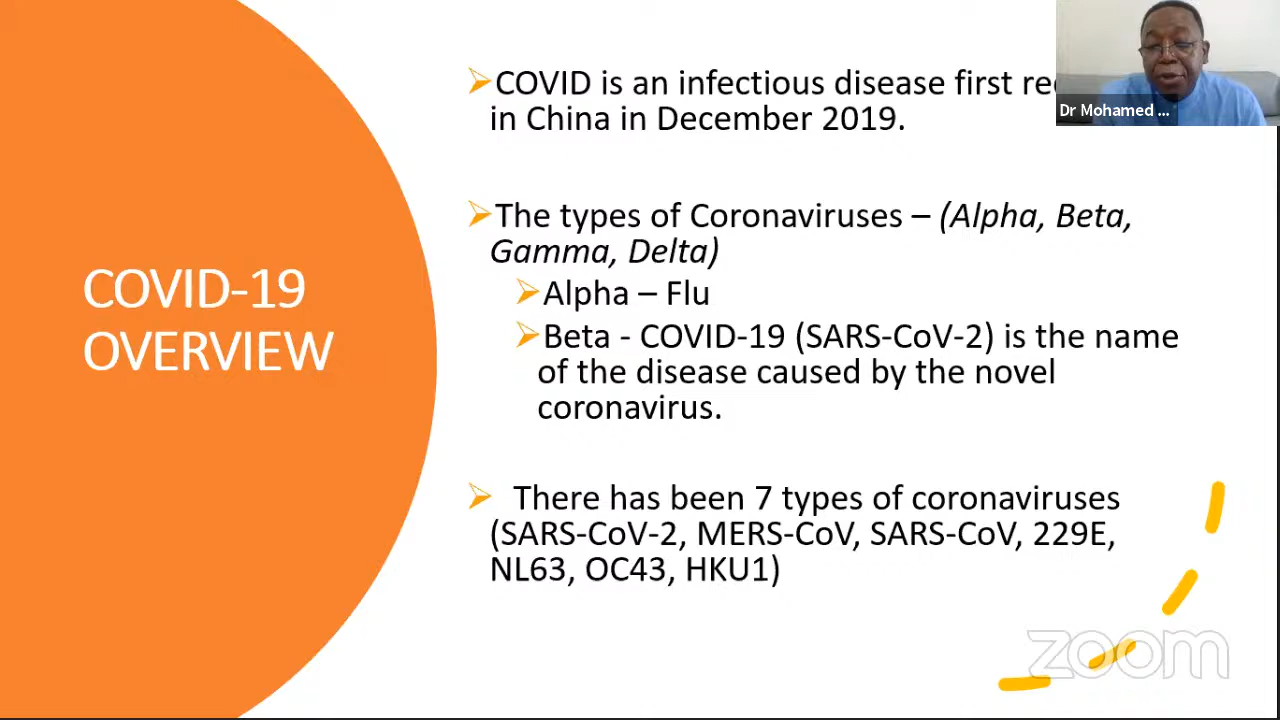 COVID-19
OVERVIEW
COVID is an infectious disease first
in China in December 2019.
The types of Coronaviruses – (Alpha, Beta,
Gamma, Delta)
Alpha – Flu
Beta - COVID-19 (SARS-CoV-2) is the name
of the disease caused by the novel
coronavirus.
There has been 7 types of coronaviruses
(SARS-CoV-2, MERS-CoV, SARS-CoV, 229E,
NL63, OC43, HKU1)
Dr Mohamed ...
zoom